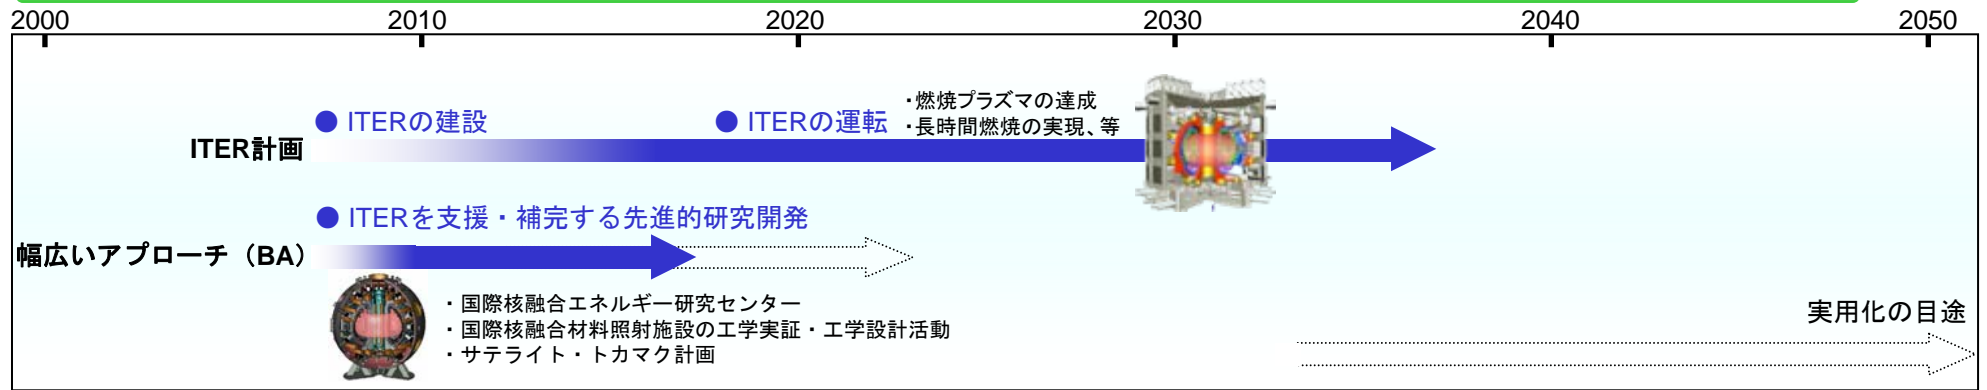 2000 2010 2020 2030 2040 2050
● ITERの建設
● ITERの運転
・燃焼プラズマの達成
・長時間燃焼の実現、等
ITER計画
● ITERを支援・補完する先進的研究開発
幅広いアプローチ（BA）
・国際核融合エネルギー研究センター
・国際核融合材料照射施設の工学実証・工学設計活動
・サテライト・トカマク計画
実用化の目途